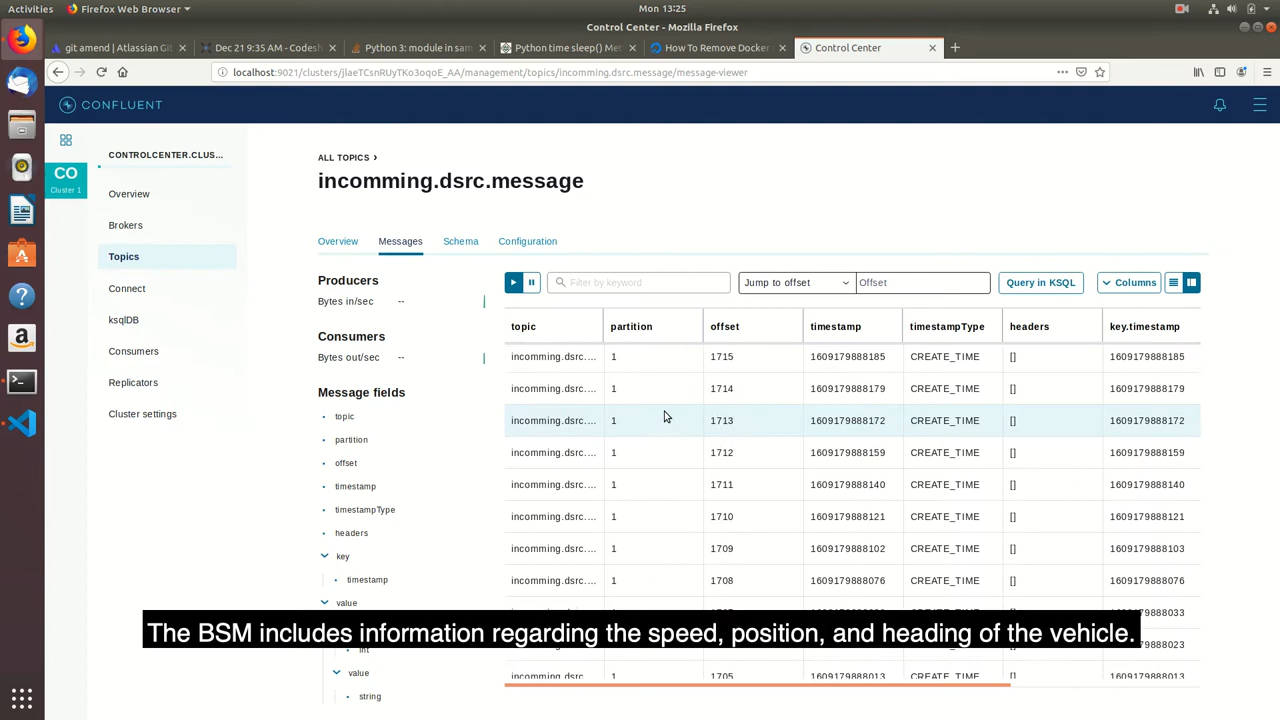 Activities
Firefox Web Browser
Mon 13:25
Control Center - Mozilla Firefox
git amend | Atlassian Git
Dec 21 9:35 AM - Codesh
Python 3: module in sam
Python time sleep() Met
How To Remove Docker
Control Center
localhost:9021/clusters/jlaeTCsnRUyTKo3oqoE_AA/management/topics/incomming.dsrc.message/message-viewer
CONFLUENT
CO
Cluster 1
CONTROLCENTER.CLUS...
Overview
Brokers
Topics
Connect
ksqlDB
Consumers
Replicators
Cluster settings
ALL TOPICS ›
incomming.dsrc.message
Overview Messages Schema Configuration
Producers
Bytes in/sec --
Consumers
Bytes out/sec --
Message fields
topic
partition
offset
timestamp
timestampType
headers
key
timestamp
value
int
value
string
Filter by keyword
Jump to offset
Offset
Query in KSQL
Columns
topic partition offset timestamp timestampType headers key.timestamp
incomming.dsrc.... 1 1715 1609179888185 CREATE_TIME [] 1609179888185
incomming.dsrc.... 1 1714 1609179888179 CREATE_TIME [] 1609179888179
incomming.dsrc.... 1 1713 1609179888172 CREATE_TIME [] 1609179888172
incomming.dsrc.... 1 1712 1609179888159 CREATE_TIME [] 1609179888159
incomming.dsrc.... 1 1711 1609179888140 CREATE_TIME [] 1609179888140
incomming.dsrc.... 1 1710 1609179888121 CREATE_TIME [] 1609179888121
incomming.dsrc.... 1 1709 1609179888102 CREATE_TIME [] 1609179888103
incomming.dsrc.... 1 1708 1609179888076 CREATE_TIME [] 1609179888076
incomming.dsrc.... 1 1705 1609179888013 CREATE_TIME [] 1609179888013
The BSM includes information regarding the speed, position, and heading of the vehicle.